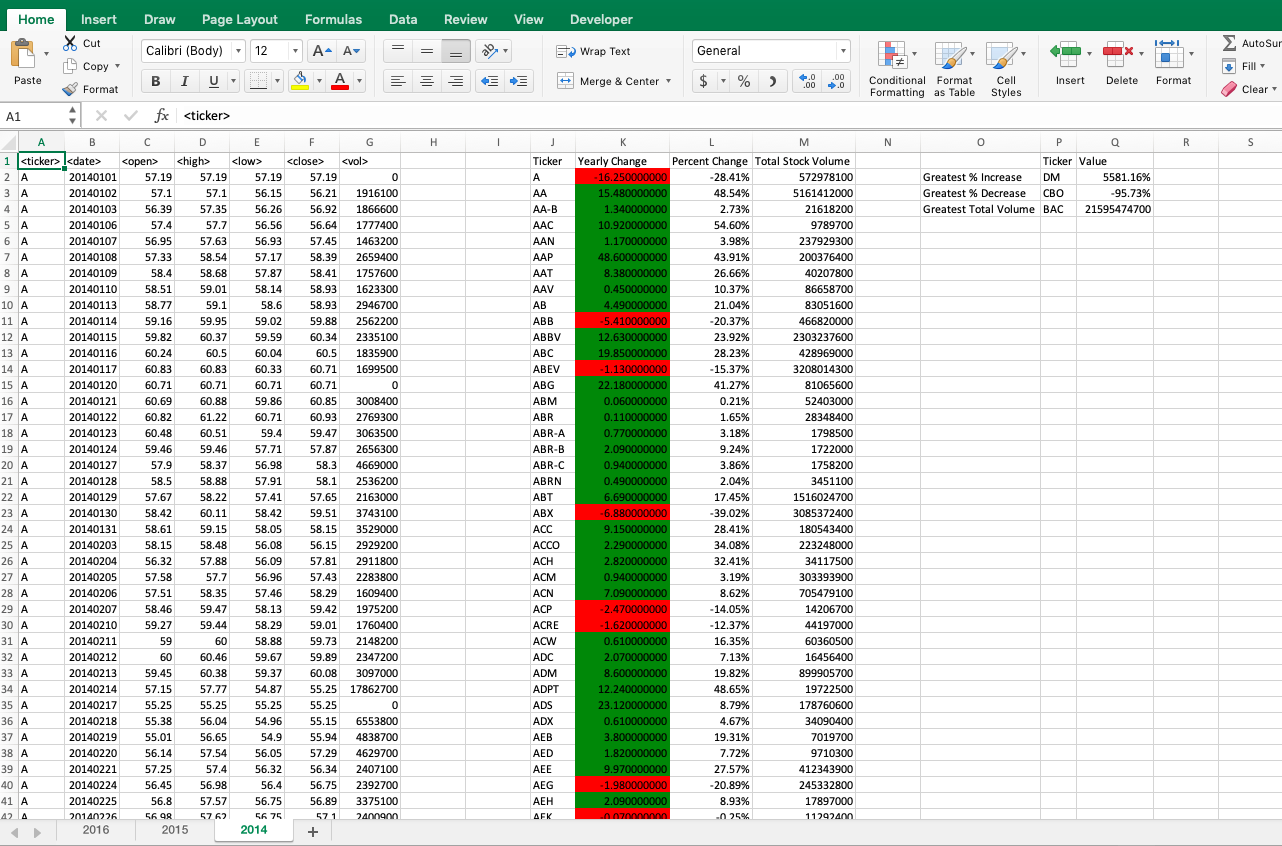 Home Insert Draw Page Layout Formulas Data Review View Developer
Cut Calibri (Body) 12 A A Wrap Text General AutoSu
Paste Copy Conditional Formatting Format as Table Cell Styles Insert Delete Format Fill
Format B I U A Merge & Center $ % Clear
A1 fx <ticker>
A B C D E F G H I J K L M N O P Q R S
1 <ticker> <date> <open> <high> <low> <close> <vol> Ticker Yearly Change Percent Change Total Stock Volume Ticker Value
2 A 20140101 57.19 57.19 57.19 57.19 0 A -16.250000000 -28.41% 572978100 Greatest % Increase DM 5581.16%
3 A 20140102 57.1 57.1 56.15 56.21 1916100 AA 15.480000000 48.54% 5161412000 Greatest % Decrease CBO -95.73%
4 A 20140103 56.39 57.35 56.26 56.92 1866600 AA-B 1.340000000 2.73% 21618200 Greatest Total Volume BAC 21595474700
5 A 20140106 57.4 57.7 56.56 56.64 1777400 AAC 10.920000000 54.60% 9789700
6 A 20140107 56.95 57.63 56.93 57.45 1463200 AAN 1.170000000 3.98% 237929300
7 A 20140108 57.33 58.54 57.17 58.39 2659400 AAP 48.600000000 43.91% 200376400
8 A 20140109 58.4 58.68 57.87 58.41 1757600 AAT 8.380000000 26.66% 40207800
9 A 20140110 58.51 59.01 58.14 58.93 1623300 AAV 0.450000000 10.37% 86658700
10 A 20140113 58.77 59.1 58.6 58.93 2946700 AB 4.490000000 21.04% 83051600
11 A 20140114 59.16 59.95 59.02 59.88 2562200 ABB -5.410000000 -20.37% 466820000
12 A 20140115 59.82 60.37 59.59 60.34 2335100 ABBV 12.630000000 23.92% 2303237600
13 A 20140116 60.24 60.5 60.04 60.5 1835900 ABC 19.850000000 28.23% 428969000
14 A 20140117 60.83 60.83 60.33 60.71 1699500 ABEV -1.130000000 -15.37% 3208014300
15 A 20140120 60.71 60.71 60.71 60.71 0 ABG 22.180000000 41.27% 81065600
16 A 20140121 60.69 60.88 59.86 60.85 3008400 ABM 0.060000000 0.21% 52403000
17 A 20140122 60.82 61.22 60.71 60.93 2769300 ABR 0.110000000 1.65% 28348400
18 A 20140123 60.48 60.51 59.4 59.47 3063500 ABR-A 0.770000000 3.18% 1798500
19 A 20140124 59.46 59.46 57.71 57.87 2656300 ABR-B 2.090000000 9.24% 1722000
20 A 20140127 57.9 58.37 56.98 58.3 4669000 ABR-C 0.940000000 3.86% 1758200
21 A 20140128 58.5 58.88 57.91 58.1 2536200 ABRN 0.490000000 2.04% 3451100
22 A 20140129 57.67 58.22 57.41 57.65 2163000 ABT 6.690000000 17.45% 1516024700
23 A 20140130 58.42 60.11 58.42 59.51 3743100 ABX -6.880000000 -39.02% 3085372400
24 A 20140131 58.61 59.15 58.05 58.15 3529000 ACC 9.150000000 28.41% 180543400
25 A 20140203 58.15 58.48 56.08 56.15 2929200 ACCO 2.290000000 34.08% 223248000
26 A 20140204 56.32 57.88 56.09 57.81 2911800 ACH 2.820000000 32.41% 34117500
27 A 20140205 57.58 57.7 56.96 57.43 2283800 ACM 0.940000000 3.19% 303393900
28 A 20140206 57.51 58.35 57.46 58.29 1609400 ACN 7.090000000 8.62% 705479100
29 A 20140207 58.46 59.47 58.13 59.42 1975200 ACP -2.470000000 -14.05% 14206700
30 A 20140210 59.27 59.44 58.29 59.01 1760400 ACRE -1.620000000 -12.37% 44197000
31 A 20140211 59 60 58.88 59.73 2148200 ACW 0.610000000 16.35% 60360500
32 A 20140212 60 60.46 59.67 59.89 2347200 ADC 2.070000000 7.13% 16456400
33 A 20140213 59.45 60.38 59.37 60.08 3097000 ADM 8.600000000 19.82% 899905700
34 A 20140214 57.15 57.77 54.87 55.25 17862700 ADPT 12.240000000 48.65% 19722500
35 A 20140217 55.25 55.25 55.25 55.25 0 ADS 23.120000000 8.79% 178760600
36 A 20140218 55.38 56.04 54.96 55.15 6553800 ADX 0.610000000 4.67% 34090400
37 A 20140219 55.01 56.65 54.9 55.94 4838700 AEB 3.800000000 19.31% 7019700
38 A 20140220 56.14 57.54 56.05 57.29 4629700 AED 1.820000000 7.72% 9710300
39 A 20140221 57.25 57.4 56.32 56.34 2407100 AEE 9.970000000 27.57% 412343900
40 A 20140224 56.45 56.98 56.4 56.75 2392700 AEG -1.980000000 -20.89% 245332800
41 A 20140225 56.8 57.57 56.75 56.89 3375100 AEH 2.090000000 8.93% 17897000
42 A 20140226 56.98 57.62 56.75 57.1 2400900 AEK -0.070000000 -0.25% 11292400
2016 2015 2014 +